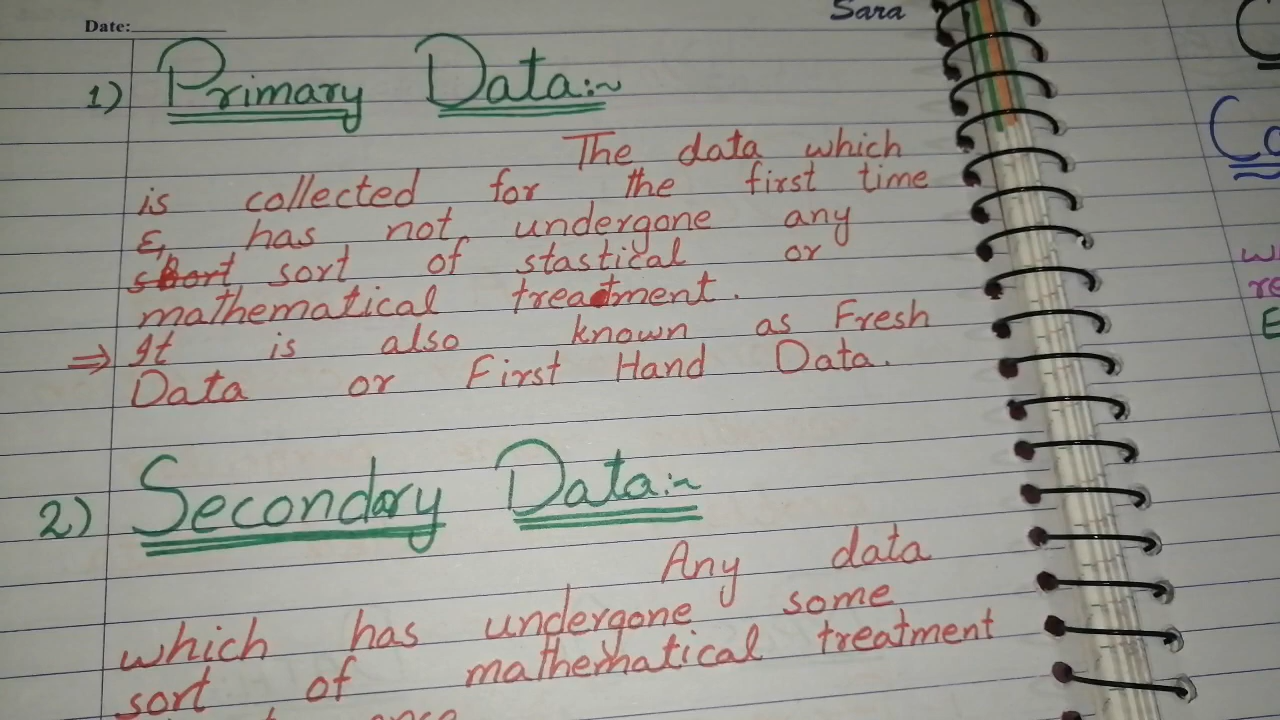 Sara
Date:
1) Primary Data:~
The data which
is collected for the first time
& has not undergone any
short sort of stastical or
mathematical treatment.
⇒ It is also known as Fresh
Data or First Hand Data.
2) Secondary Data:~
Any data
which has undergone some
sort of mathematical treatment
C
Co
re
E